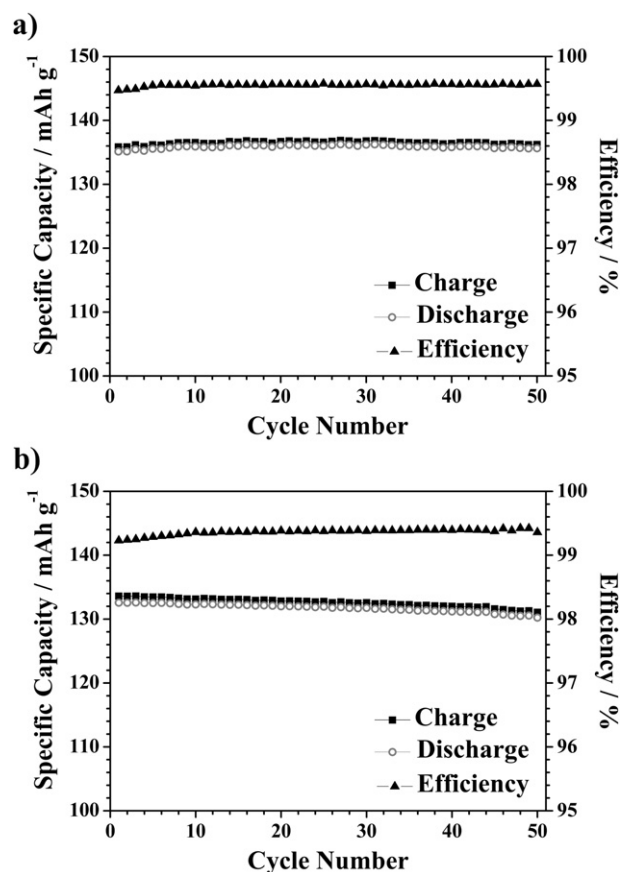 a)
150
140
130
120
110
100
Specific Capacity / mAh g⁻¹
100
99
98
97
96
95
Efficiency / %
Charge
Discharge
Efficiency
0 10 20 30 40 50
Cycle Number
b)
150
140
130
120
110
100
Specific Capacity / mAh g⁻¹
100
99
98
97
96
95
Efficiency / %
Charge
Discharge
Efficiency
0 10 20 30 40 50
Cycle Number